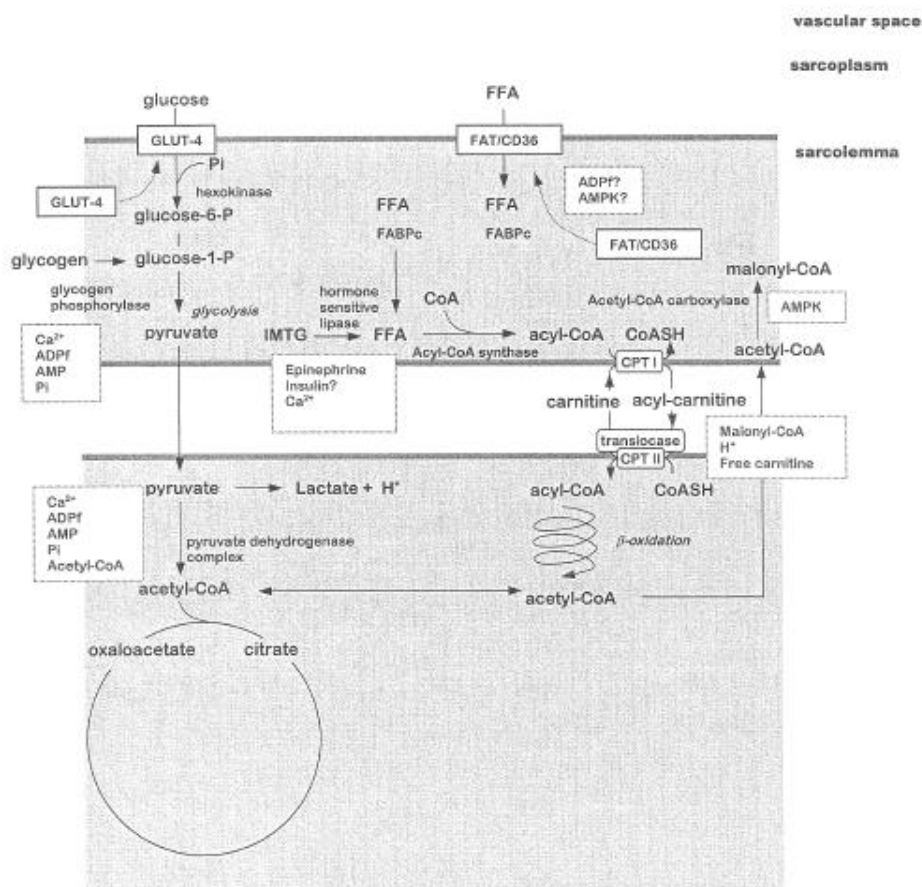 vascular space
sarcoplasm
glucose
FFA
GLUT-4
FAT/CD36
sarcolemma
Pi
hexokinase
GLUT-4
glucose-6-P
FFA
FABPc
FFA
FABPc
ADPf?
AMPK?
FAT/CD36
glycogen
glucose-1-P
malonyl-CoA
glycogen
phosphorylase
glycolysis
hormone
sensitive
lipase
CoA
Acetyl-CoA carboxylase
AMPK
pyruvate
IMTG
FFA
Acyl-CoA synthase
acyl-CoA
CoASH
acetyl-CoA
Ca²⁺
ADPf
AMP
Pi
CPT I
Epinephrine
Insulin?
Ca²⁺
carnitine
acyl-carnitine
translocase
CPT II
Malonyl-CoA
H⁺
Free carnitine
pyruvate
Lactate + H⁺
acyl-CoA
CoASH
Ca²⁺
ADPf
AMP
Pi
Acetyl-CoA
pyruvate dehydrogenase
complex
β-oxidation
acetyl-CoA
acetyl-CoA
oxaloacetate
citrate